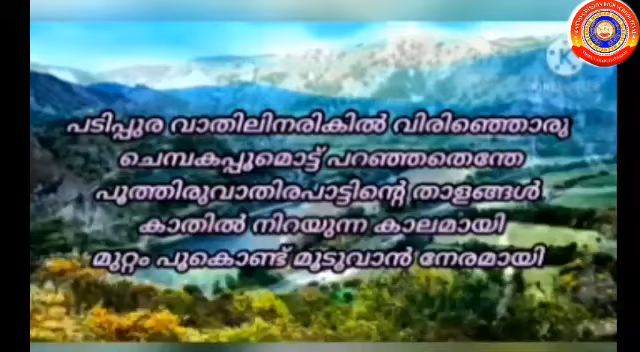 പടിപ്പുര വാതിലിനരികിൽ വിരിഞ്ഞൊരു
ചെമ്പകപ്പൂമൊട്ട് പറഞ്ഞതെന്തേ
പൂത്തിരുവാതിരപാട്ടിന്റെ താളങ്ങൾ
കാതിൽ നിറയുന്ന കാലമായി
മുറ്റം പൂകൊണ്ട് മൂടുവാൻ നേരമായി